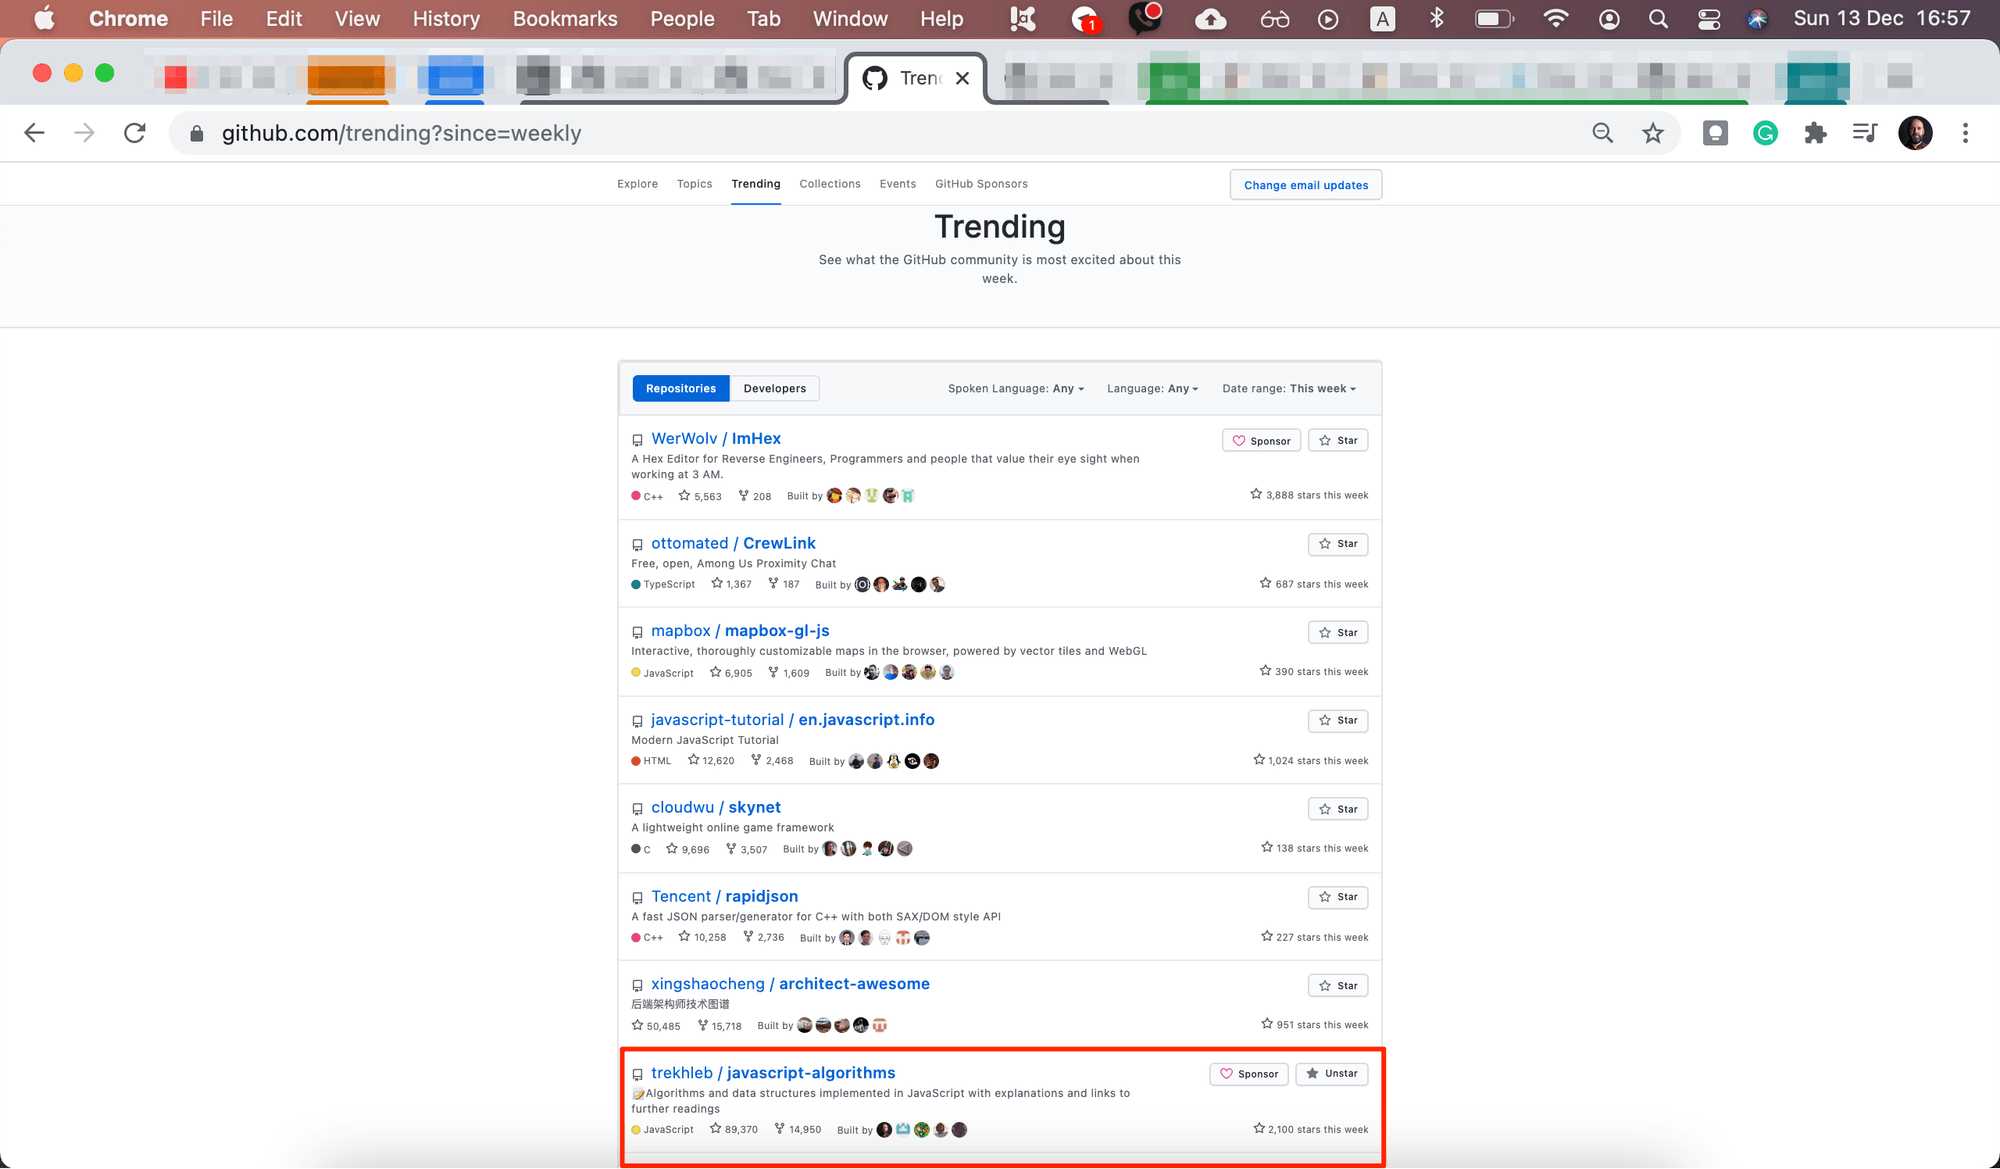 Chrome File Edit View History Bookmarks People Tab Window Help 1 A Sun 13 Dec 16:57
Tren
github.com/trending?since=weekly
Explore Topics Trending Collections Events GitHub Sponsors Change email updates
Trending
See what the GitHub community is most excited about this
week.
Repositories Developers Spoken Language: Any Language: Any Date range: This week
WerWolv / ImHex Sponsor Star
A Hex Editor for Reverse Engineers, Programmers and people that value their eye sight when
working at 3 AM.
C++ 5,563 208 Built by 3,888 stars this week
ottomated / CrewLink Star
Free, open, Among Us Proximity Chat
TypeScript 1,367 187 Built by 687 stars this week
mapbox / mapbox-gl-js Star
Interactive, thoroughly customizable maps in the browser, powered by vector tiles and WebGL
JavaScript 6,905 1,609 Built by 390 stars this week
javascript-tutorial / en.javascript.info Star
Modern JavaScript Tutorial
HTML 12,620 2,468 Built by 1,024 stars this week
cloudwu / skynet Star
A lightweight online game framework
C 9,696 3,507 Built by 138 stars this week
Tencent / rapidjson Star
A fast JSON parser/generator for C++ with both SAX/DOM style API
C++ 10,258 2,736 Built by 227 stars this week
xingshaocheng / architect-awesome Star
后端架构师技术图谱
50,485 15,718 Built by 951 stars this week
trekhleb / javascript-algorithms Sponsor Unstar
📝Algorithms and data structures implemented in JavaScript with explanations and links to
further readings
JavaScript 89,370 14,950 Built by 2,100 stars this week